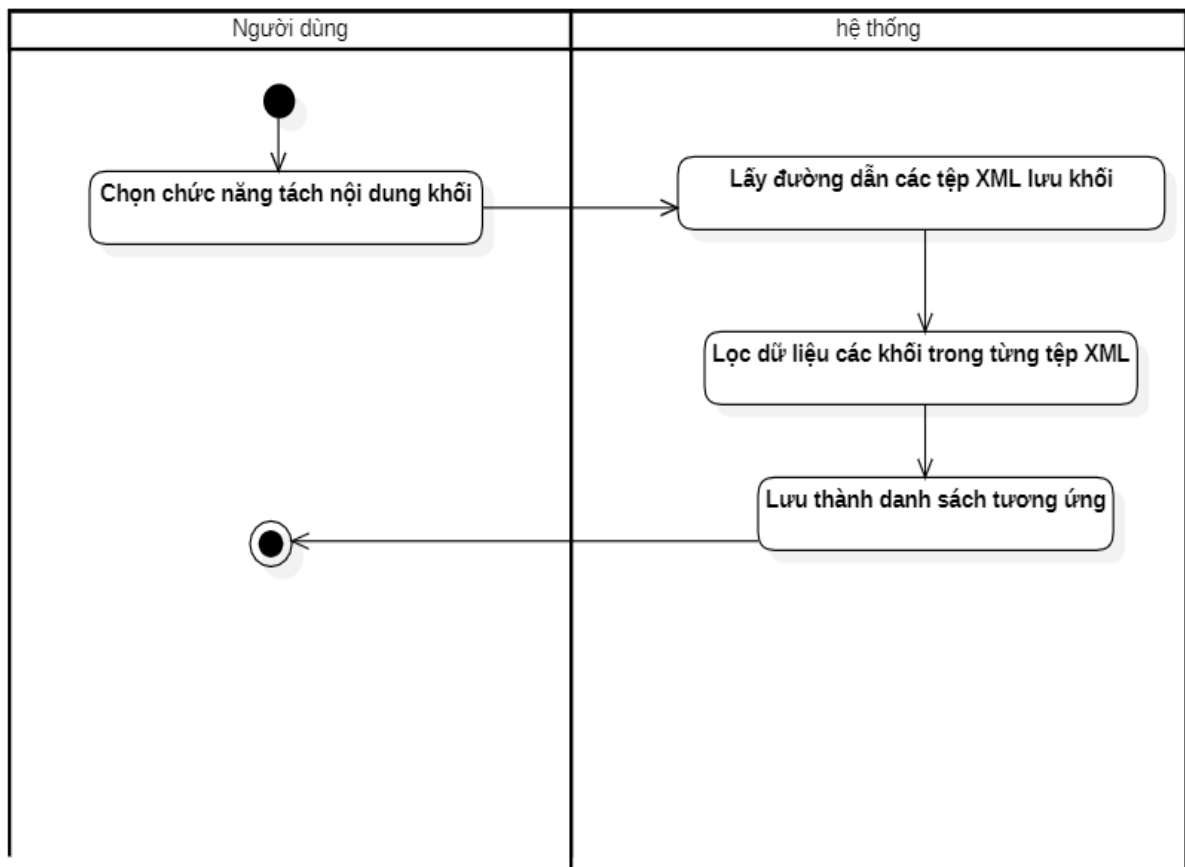 Người dùng
hệ thống
Chọn chức năng tách nội dung khối
Lấy đường dẫn các tệp XML lưu khối
Lọc dữ liệu các khối trong từng tệp XML
Lưu thành danh sách tương ứng